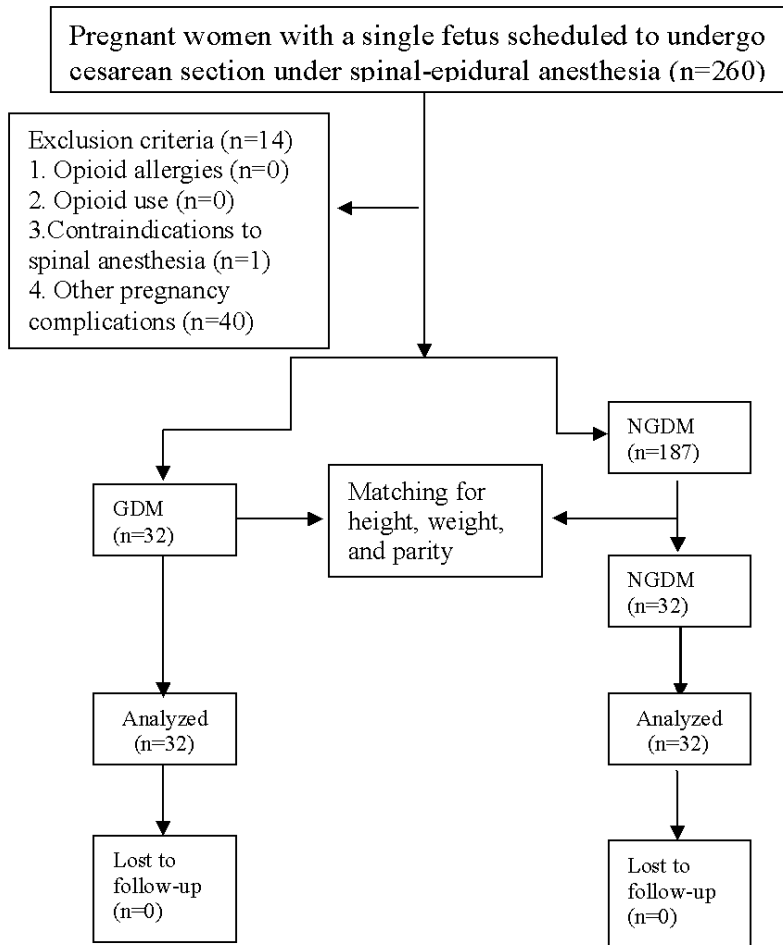 Pregnant women with a single fetus scheduled to undergo
cesarean section under spinal-epidural anesthesia (n=260)
Exclusion criteria (n=14)
1. Opioid allergies (n=0)
2. Opioid use (n=0)
3.Contraindications to
spinal anesthesia (n=1)
4. Other pregnancy
complications (n=40)
NGDM
(n=187)
GDM
(n=32)
Matching for
height, weight,
and parity
NGDM
(n=32)
Analyzed
(n=32)
Analyzed
(n=32)
Lost to
follow-up
(n=0)
Lost to
follow-up
(n=0)